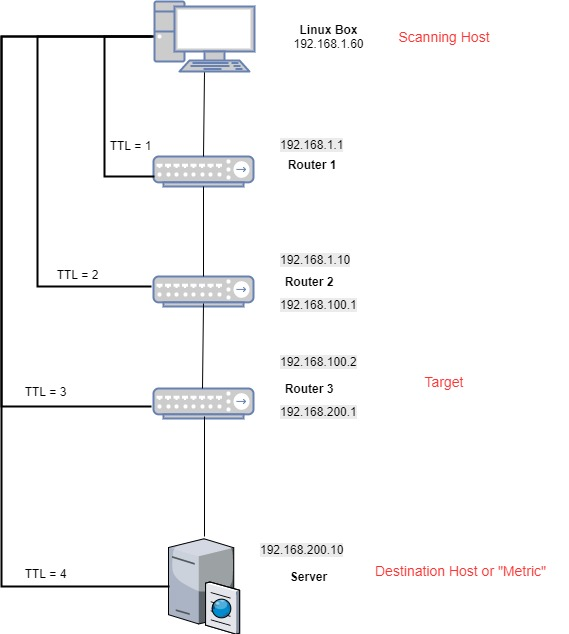 Linux Box
192.168.1.60
Scanning Host
TTL = 1
192.168.1.1
Router 1
192.168.1.10
TTL = 2
Router 2
192.168.100.1
192.168.100.2
Target
TTL = 3
Router 3
192.168.200.1
192.168.200.10
TTL = 4
Server
Destination Host or "Metric"